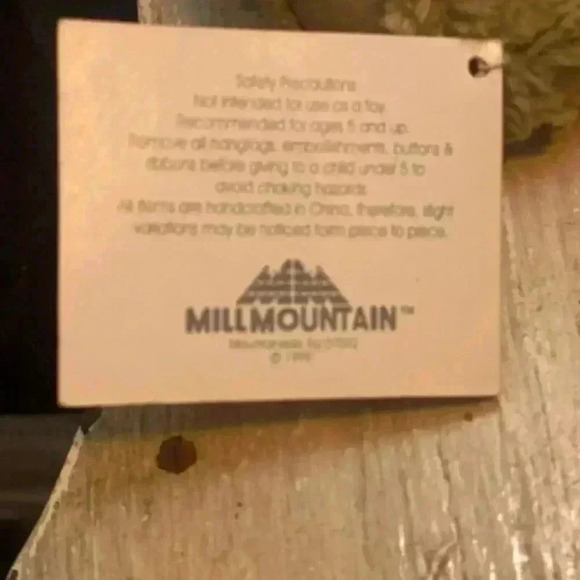 Safety Precautions
Not intended for use as a toy.
Recommended for ages 5 and up.
Remove all hangtags, embellishments, buttons &
ribbons before giving to a child under 5 to
avoid choking hazards.
All items are handcrafted in China, therefore, slight
variations may be noticed form piece to piece.
MILLMOUNTAIN™
© 1999